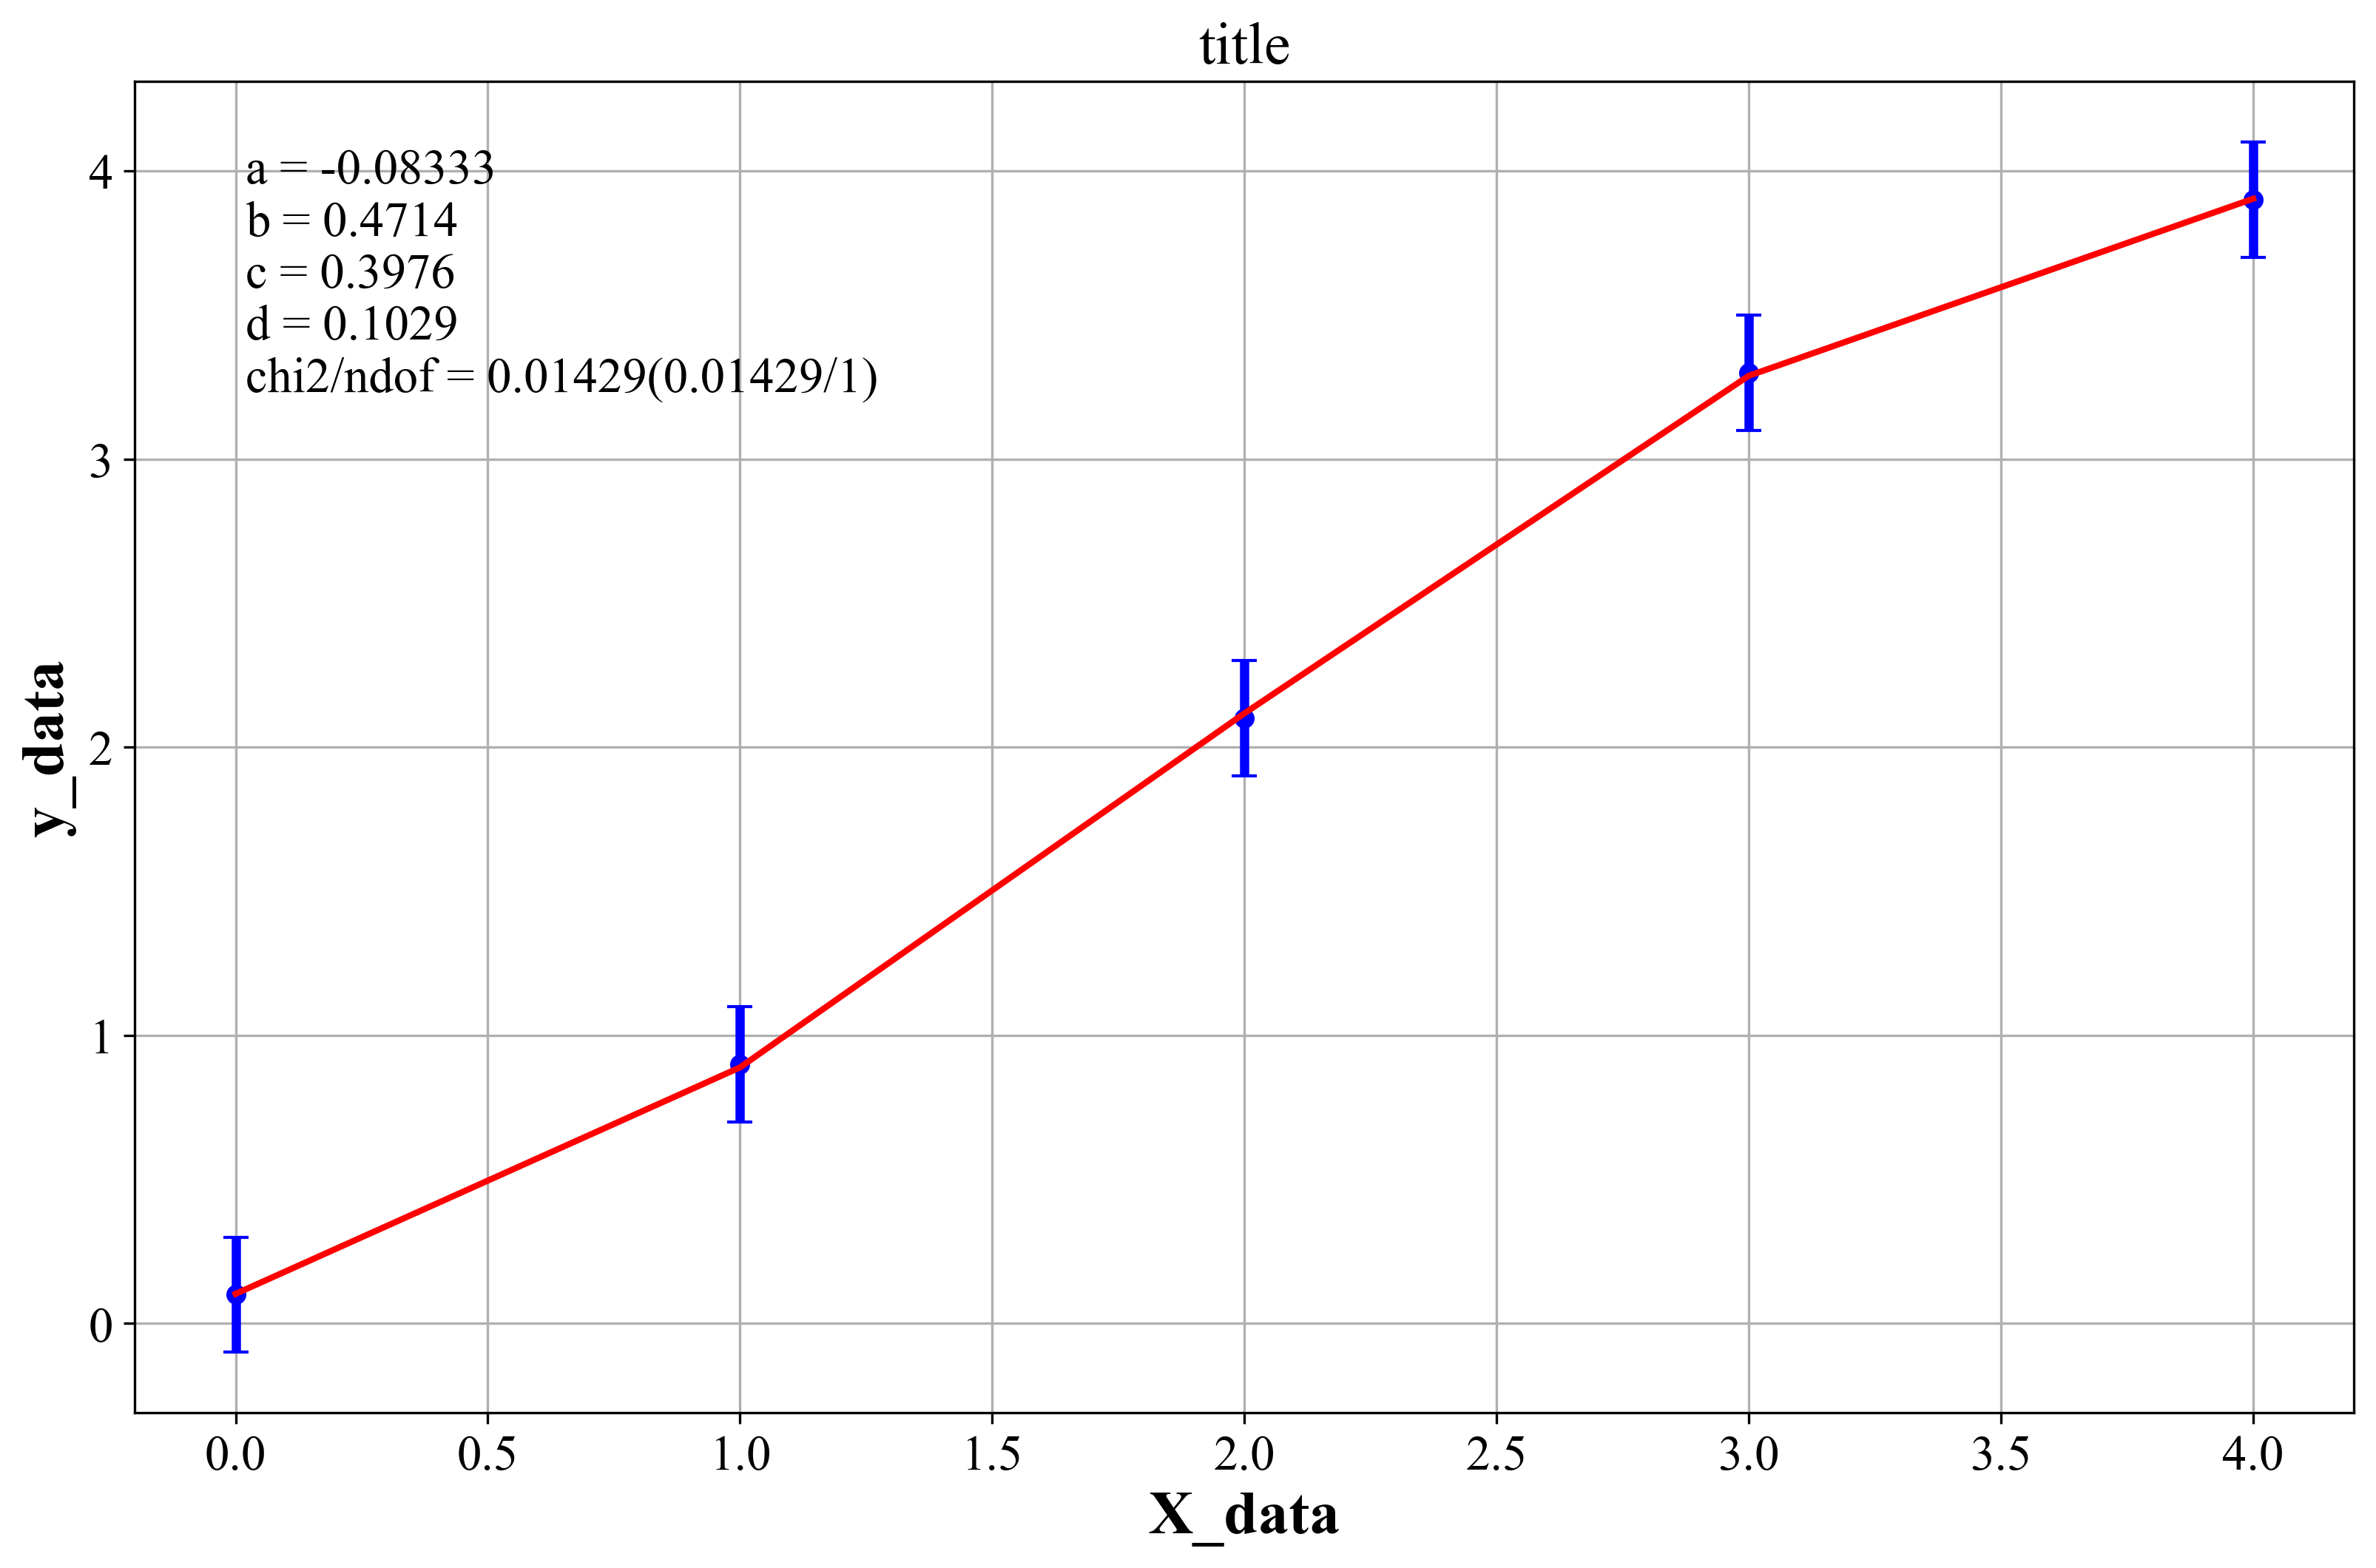 title
a = -0.08333
b = 0.4714
c = 0.3976
d = 0.1029
chi2/ndof = 0.01429(0.01429/1)
4
3
2
1
0
y_data
0.0 0.5 1.0 1.5 2.0 2.5 3.0 3.5 4.0
X_data